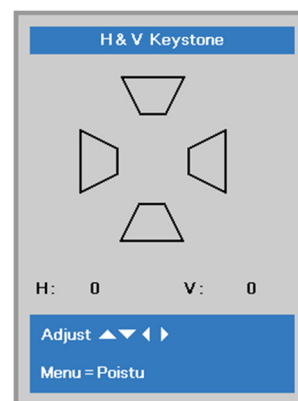 H & V Keystone
H: 0 V: 0
Adjust ▲▼◀▶
Menu = Poistu